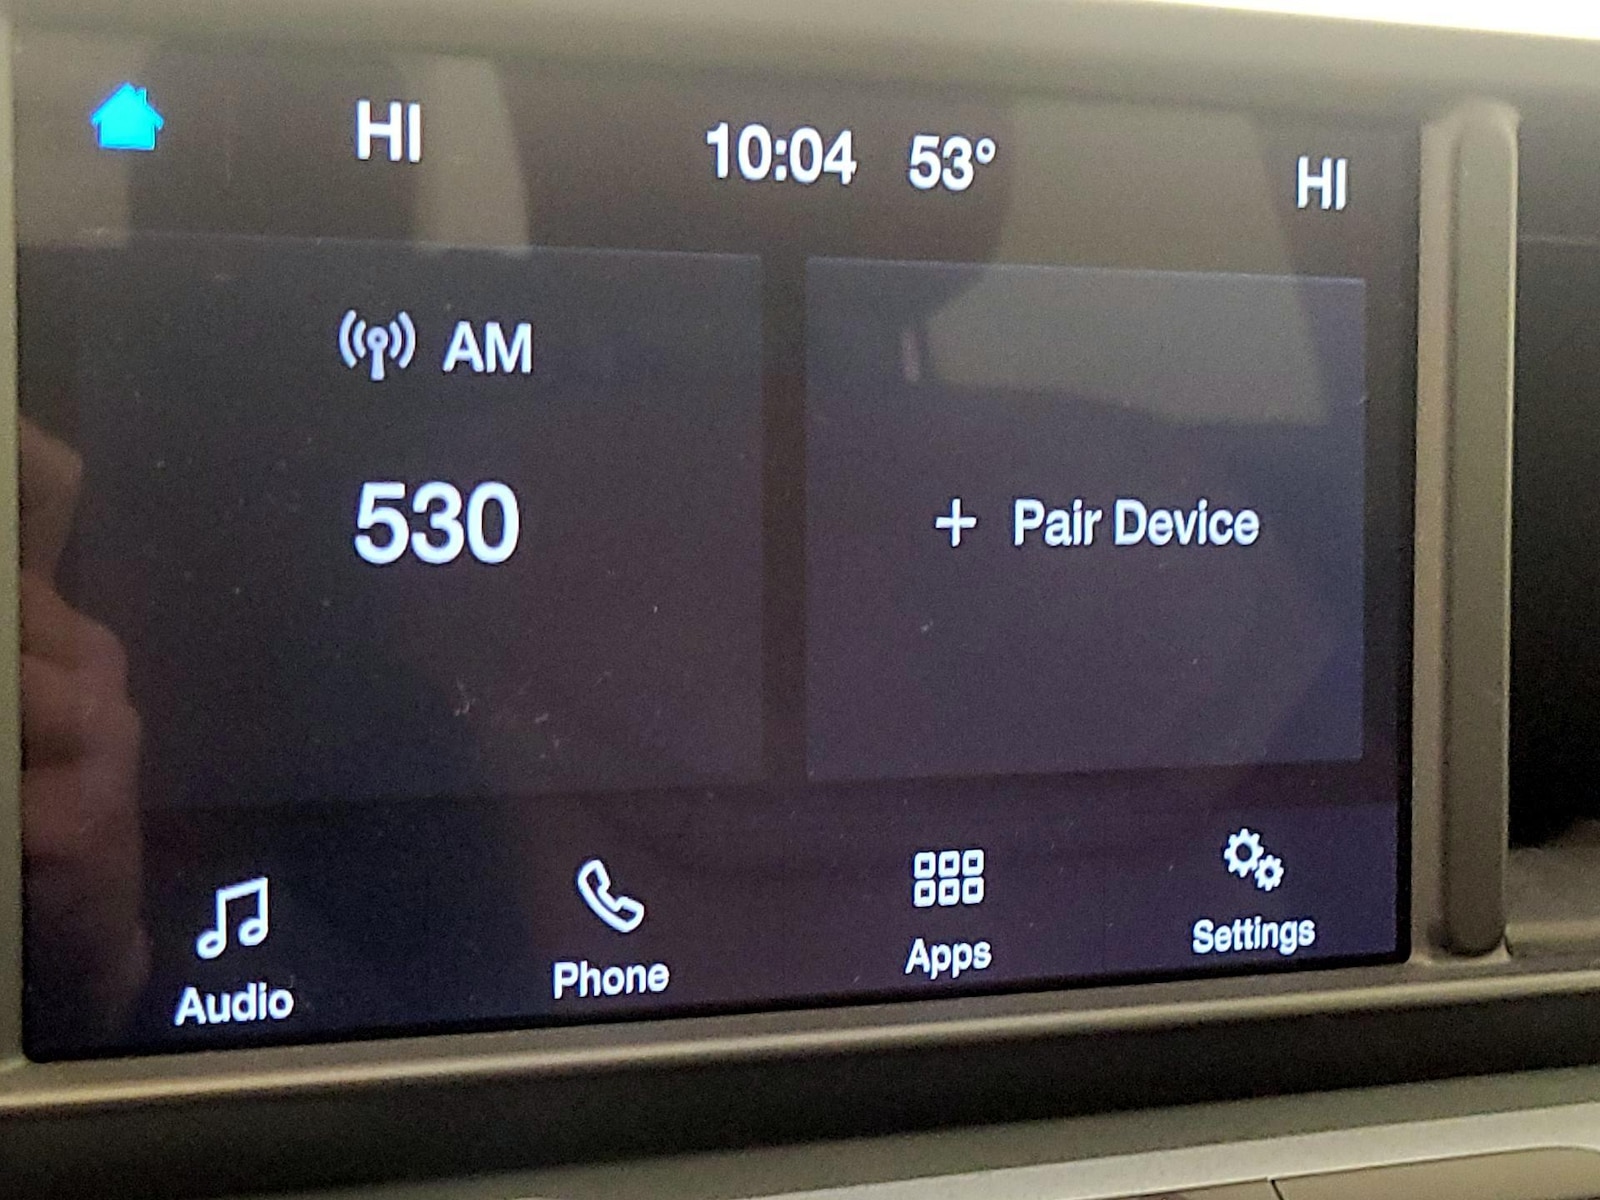 HI 10:04 53° HI
AM
530
+ Pair Device
Audio Phone Apps Settings